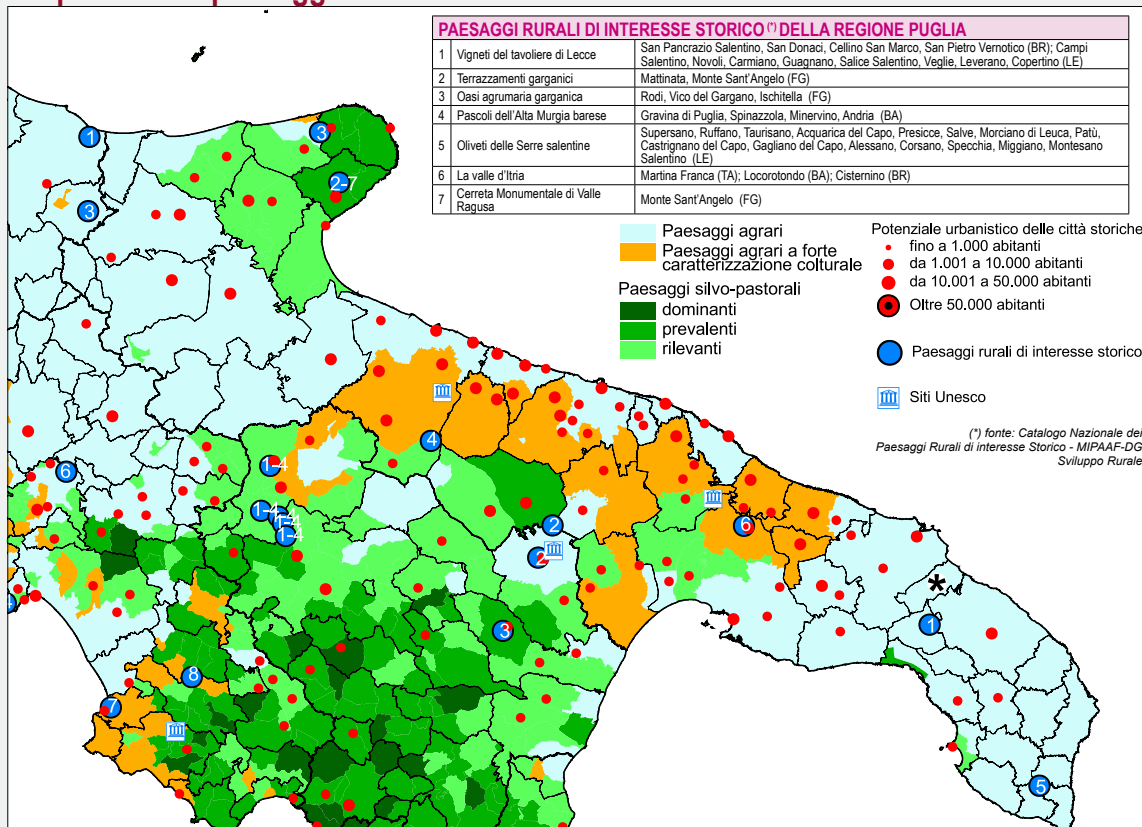 PAESAGGI RURALI DI INTERESSE STORICO (*) DELLA REGIONE PUGLIA
1 Vigneti del tavoliere di Lecce San Pancrazio Salentino, San Donaci, Cellino San Marco, San Pietro Vernotico (BR); Campi
Salentino, Novoli, Carmiano, Guagnano, Salice Salentino, Veglie, Leverano, Copertino (LE)
2 Terrazzamenti garganici Mattinata, Monte Sant'Angelo (FG)
3 Oasi agrumaria garganica Rodi, Vico del Gargano, Ischitella (FG)
4 Pascoli dell'Alta Murgia barese Gravina di Puglia, Spinazzola, Minervino, Andria (BA)
5 Oliveti delle Serre salentine Supersano, Ruffano, Taurisano, Acquarica del Capo, Presicce, Salve, Morciano di Leuca, Patù,
Castrignano del Capo, Gagliano del Capo, Alessano, Corsano, Specchia, Miggiano, Montesano
Salentino (LE)
6 La valle d'Itria Martina Franca (TA); Locorotondo (BA); Cisternino (BR)
7 Cerreta Monumentale di Valle
Ragusa Monte Sant'Angelo (FG)
Paesaggi agrari
Paesaggi agrari a forte
caratterizzazione colturale
Paesaggi silvo-pastorali
dominanti
prevalenti
rilevanti
Potenziale urbanistico delle città storiche
fino a 1.000 abitanti
da 1.001 a 10.000 abitanti
da 10.001 a 50.000 abitanti
Oltre 50.000 abitanti
Paesaggi rurali di interesse storico
Siti Unesco
(*) fonte: Catalogo Nazionale dei
Paesaggi Rurali di interesse Storico - MIPAAF-DG
Sviluppo Rurale
1
3
2-7
3
4
6
1-4
1-4
1-4
1-4
2
6
2
3
1
8
7
5
*